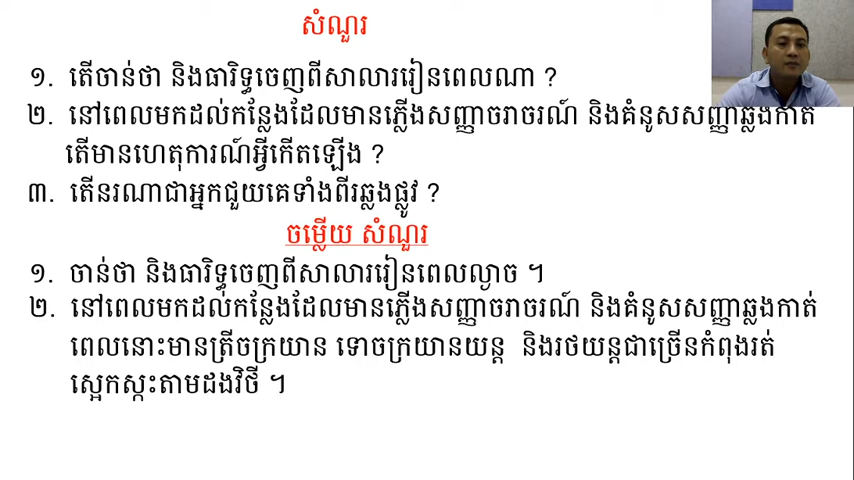 សំណួរ
១. តើចាន់ថា និងធារិទ្ធចេញពីសាលារៀនពេលណា ?
២. នៅពេលមកដល់កន្លែងដែលមានភ្លើងសញ្ញាចរាចរណ៍ និងគំនូសសញ្ញាឆ្លងកាត់
តើមានហេតុការណ៍អ្វីកើតឡើង ?
៣. តើនរណាជាអ្នកជួយគេទាំងពីរឆ្លងផ្លូវ ?
ចម្លើយ សំណួរ
១. ចាន់ថា និងធារិទ្ធចេញពីសាលារៀនពេលល្ងាច ។
២. នៅពេលមកដល់កន្លែងដែលមានភ្លើងសញ្ញាចរាចរណ៍ និងគំនូសសញ្ញាឆ្លងកាត់
ពេលនោះមានត្រីចក្រយាន ទោចក្រយានយន្ត និងរថយន្តជាច្រើនកំពុងរត់
ស្អេកស្កះតាមដងវិថី ។